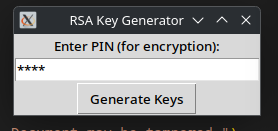 RSA Key Generator
Enter PIN (for encryption):
****
Generate Keys